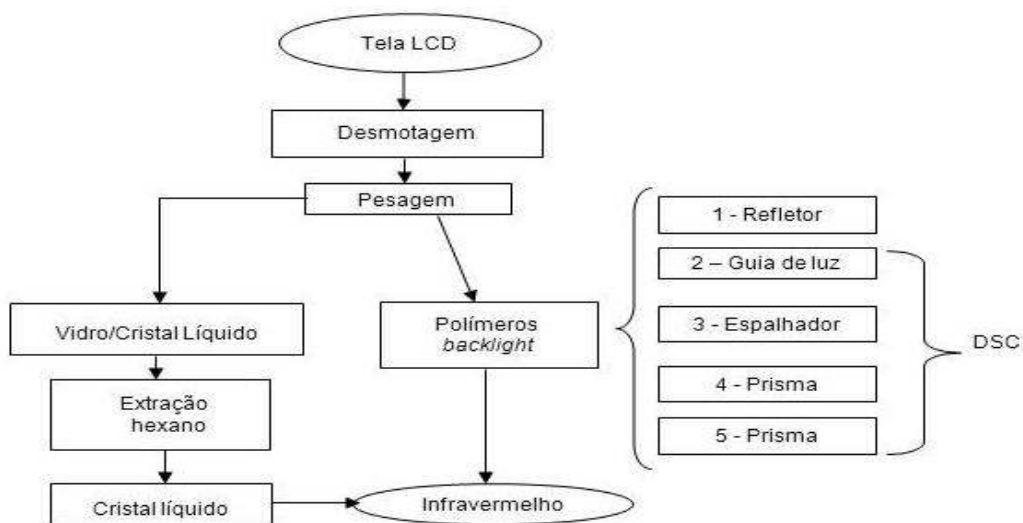 Tela LCD
Desmotagem
Pesagem
1 - Refletor
2 – Guia de luz
3 - Espalhador
4 - Prisma
5 - Prisma
DSC
Vidro/Cristal Líquido
Polímeros
backlight
Extração
hexano
Cristal líquido
Infravermelho